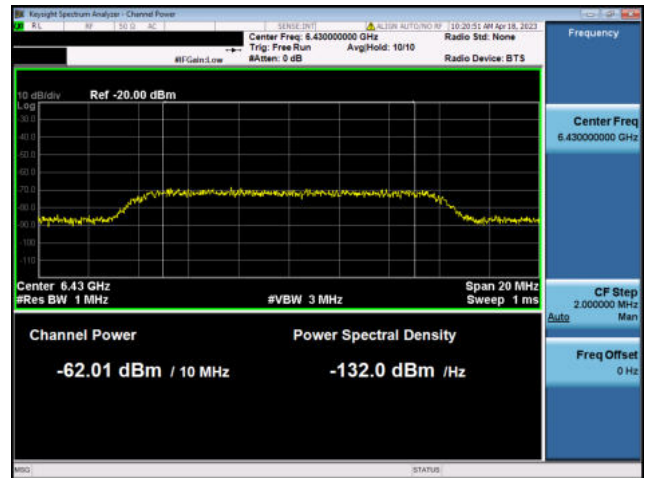 Keysight Spectrum Analyzer - Channel Power
RL RF 50 Ω AC SENSE:INT ALIGN AUTO/NO RF 10:20:51 AM Apr 18, 2023
Center Freq: 6.430000000 GHz Radio Std: None
Trig: Free Run Avg|Hold: 10/10
#IFGain:Low #Atten: 0 dB Radio Device: BTS
10 dB/div Ref -20.00 dBm
Log
-30.0
-40.0
-50.0
-60.0
-70.0
-80.0
-90.0
-100
-110
Center 6.43 GHz Span 20 MHz
#Res BW 1 MHz #VBW 3 MHz Sweep 1 ms
Channel Power Power Spectral Density
-62.01 dBm / 10 MHz -132.0 dBm /Hz
MSG STATUS
Frequency
Center Freq
6.430000000 GHz
CF Step
2.000000 MHz
Auto Man
Freq Offset
0 Hz